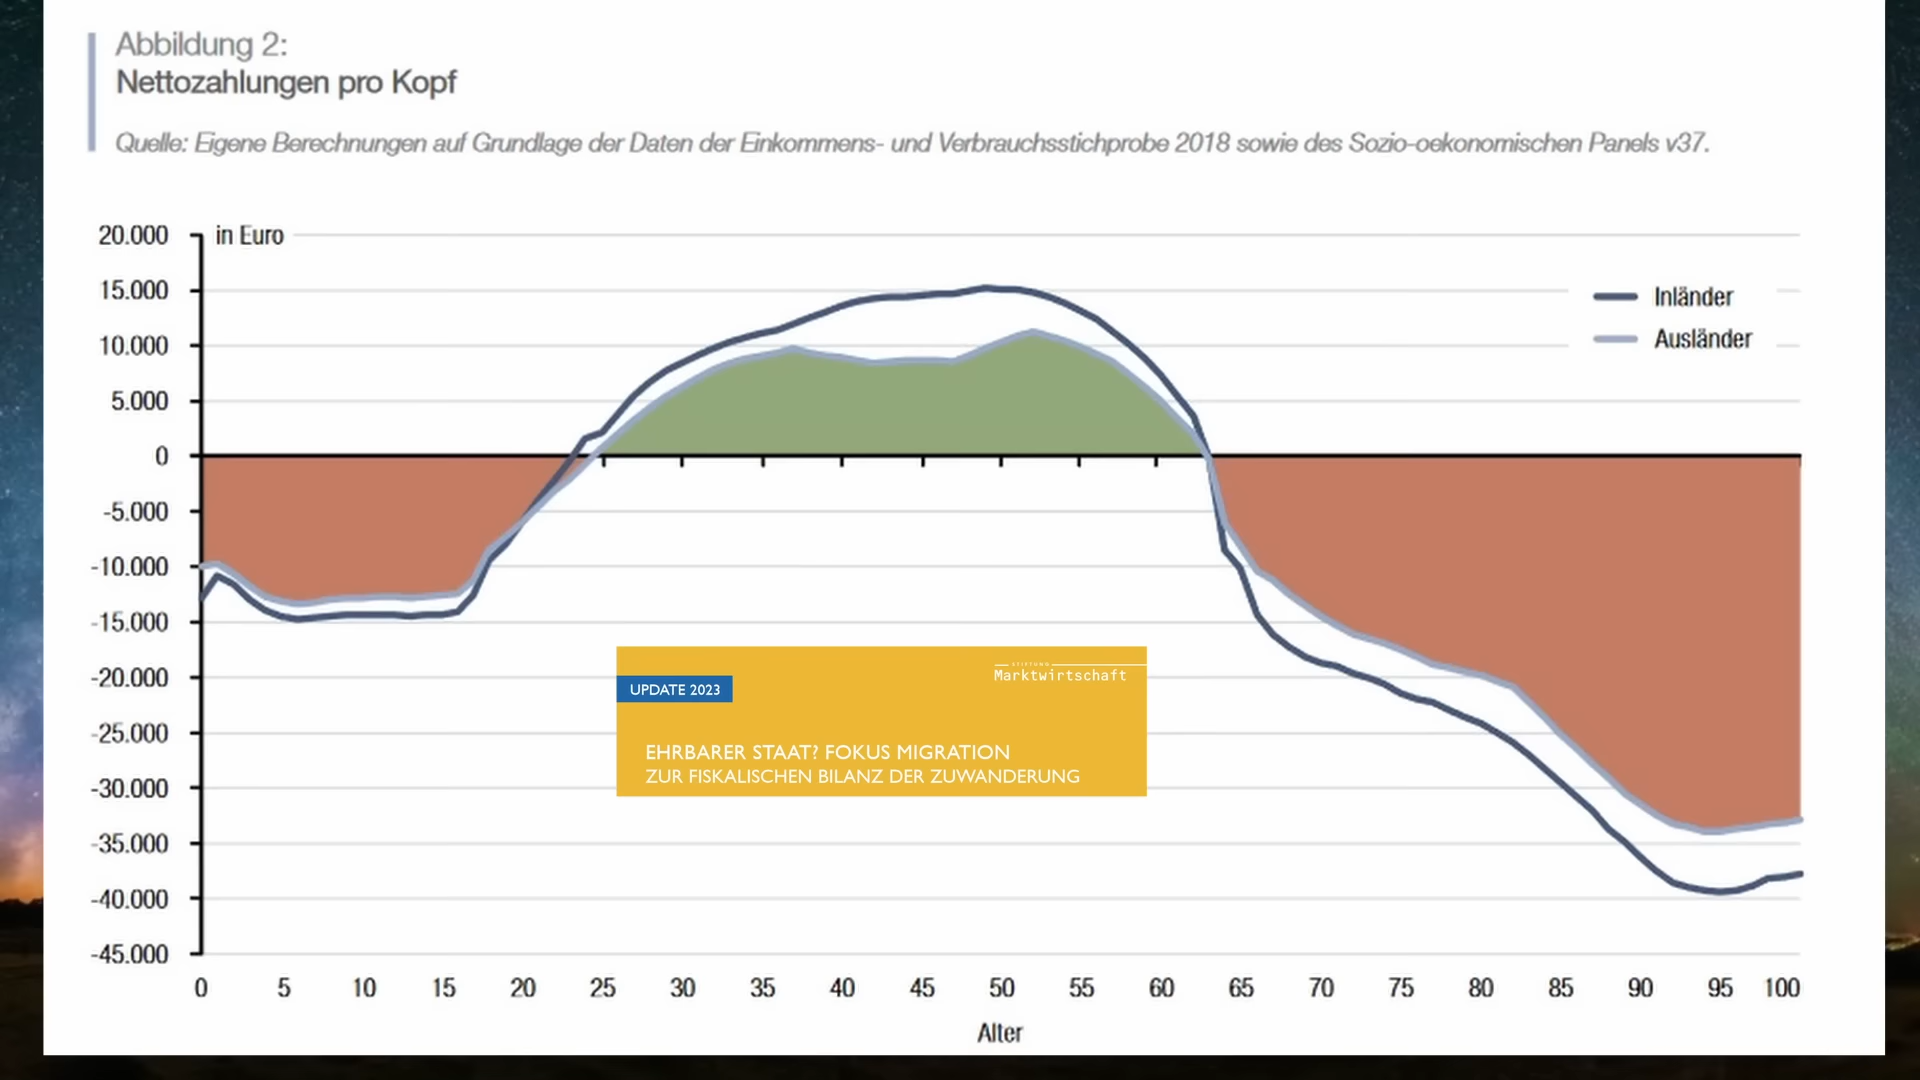 Abbildung 2:
Nettozahlungen pro Kopf
Quelle: Eigene Berechnungen auf Grundlage der Daten der Einkommens- und Verbrauchsstichprobe 2018 sowie des Sozio-oekonomischen Panels v37.
20.000
in Euro
15.000
10.000
5.000
0
-5.000
-10.000
-15.000
-20.000
-25.000
-30.000
-35.000
-40.000
-45.000
Inländer
Ausländer
STIFTUNG
Marktwirtschaft
UPDATE 2023
EHRBARER STAAT? FOKUS MIGRATION
ZUR FISKALISCHEN BILANZ DER ZUWANDERUNG
0 5 10 15 20 25 30 35 40 45 50 55 60 65 70 75 80 85 90 95 100
Alter